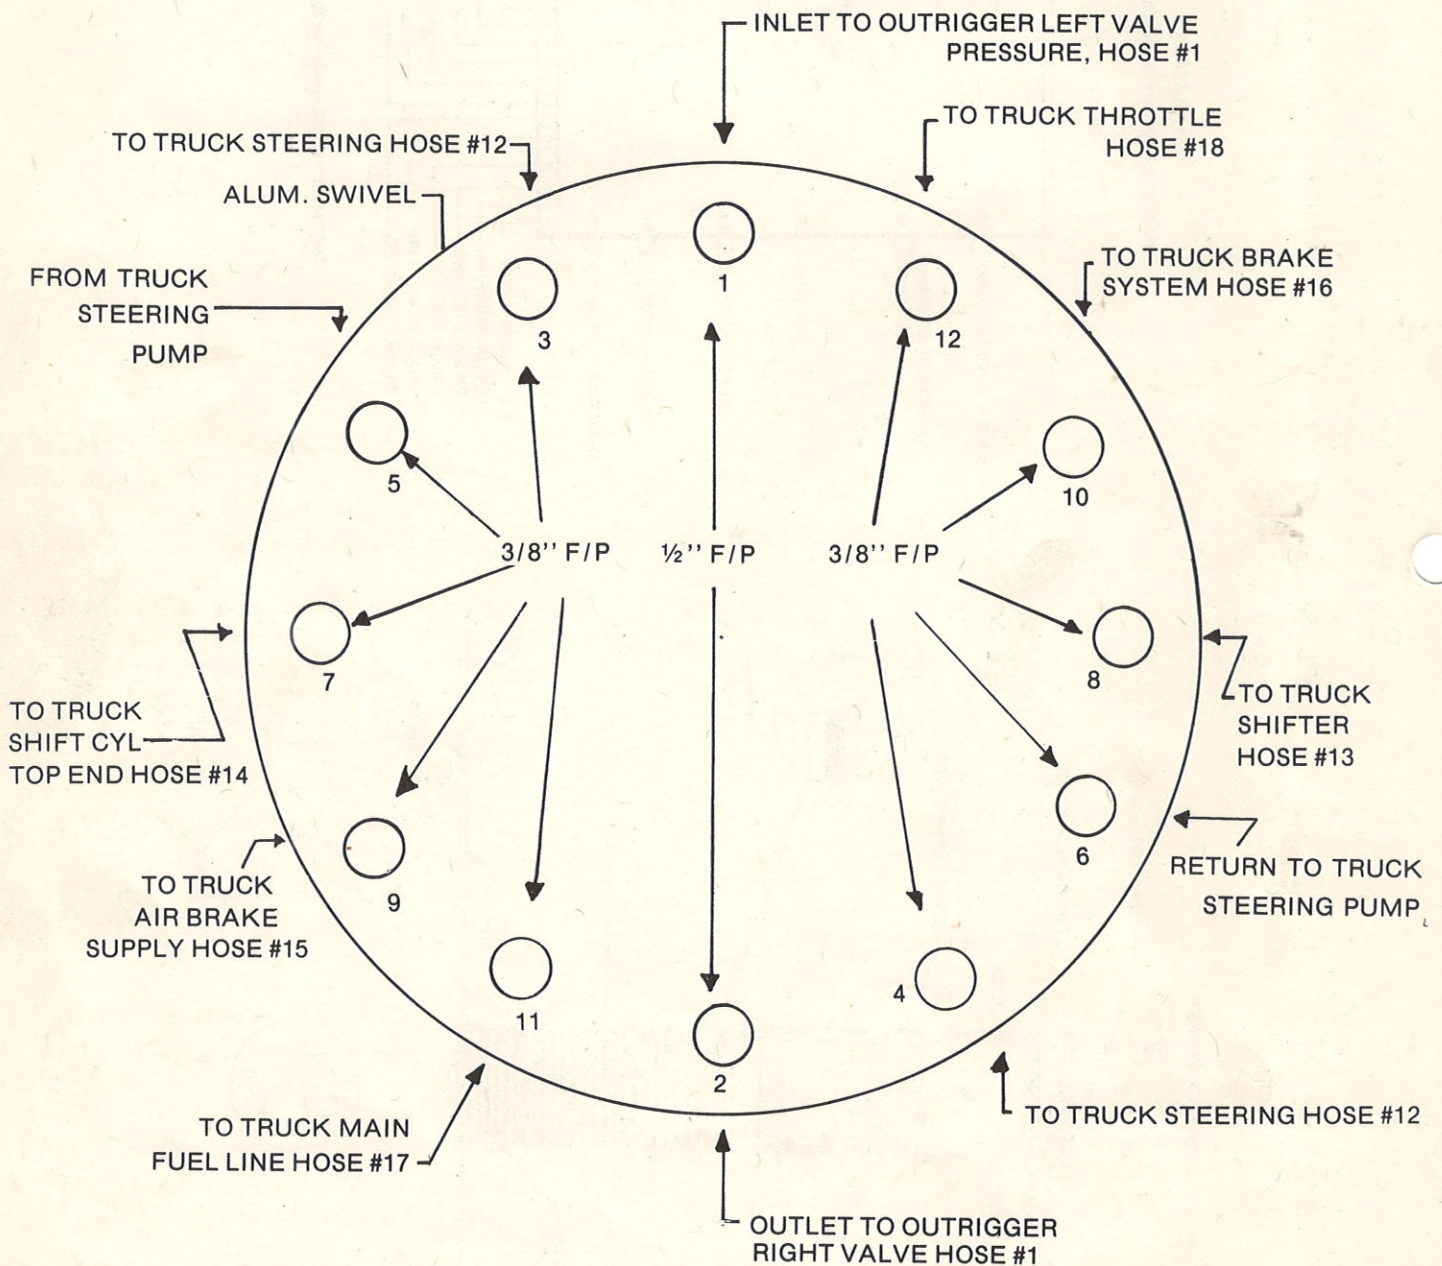 INLET TO OUTRIGGER LEFT VALVE
PRESSURE, HOSE #1
TO TRUCK THROTTLE
HOSE #18
TO TRUCK STEERING HOSE #12
ALUM. SWIVEL
TO TRUCK BRAKE
SYSTEM HOSE #16
FROM TRUCK
STEERING
PUMP
1
3
12
5
10
3/8'' F/P
½'' F/P
3/8'' F/P
7
8
TO TRUCK
SHIFT CYL
TOP END HOSE #14
TO TRUCK
SHIFTER
HOSE #13
6
9
RETURN TO TRUCK
STEERING PUMP
TO TRUCK
AIR BRAKE
SUPPLY HOSE #15
4
11
2
TO TRUCK STEERING HOSE #12
TO TRUCK MAIN
FUEL LINE HOSE #17
OUTLET TO OUTRIGGER
RIGHT VALVE HOSE #1